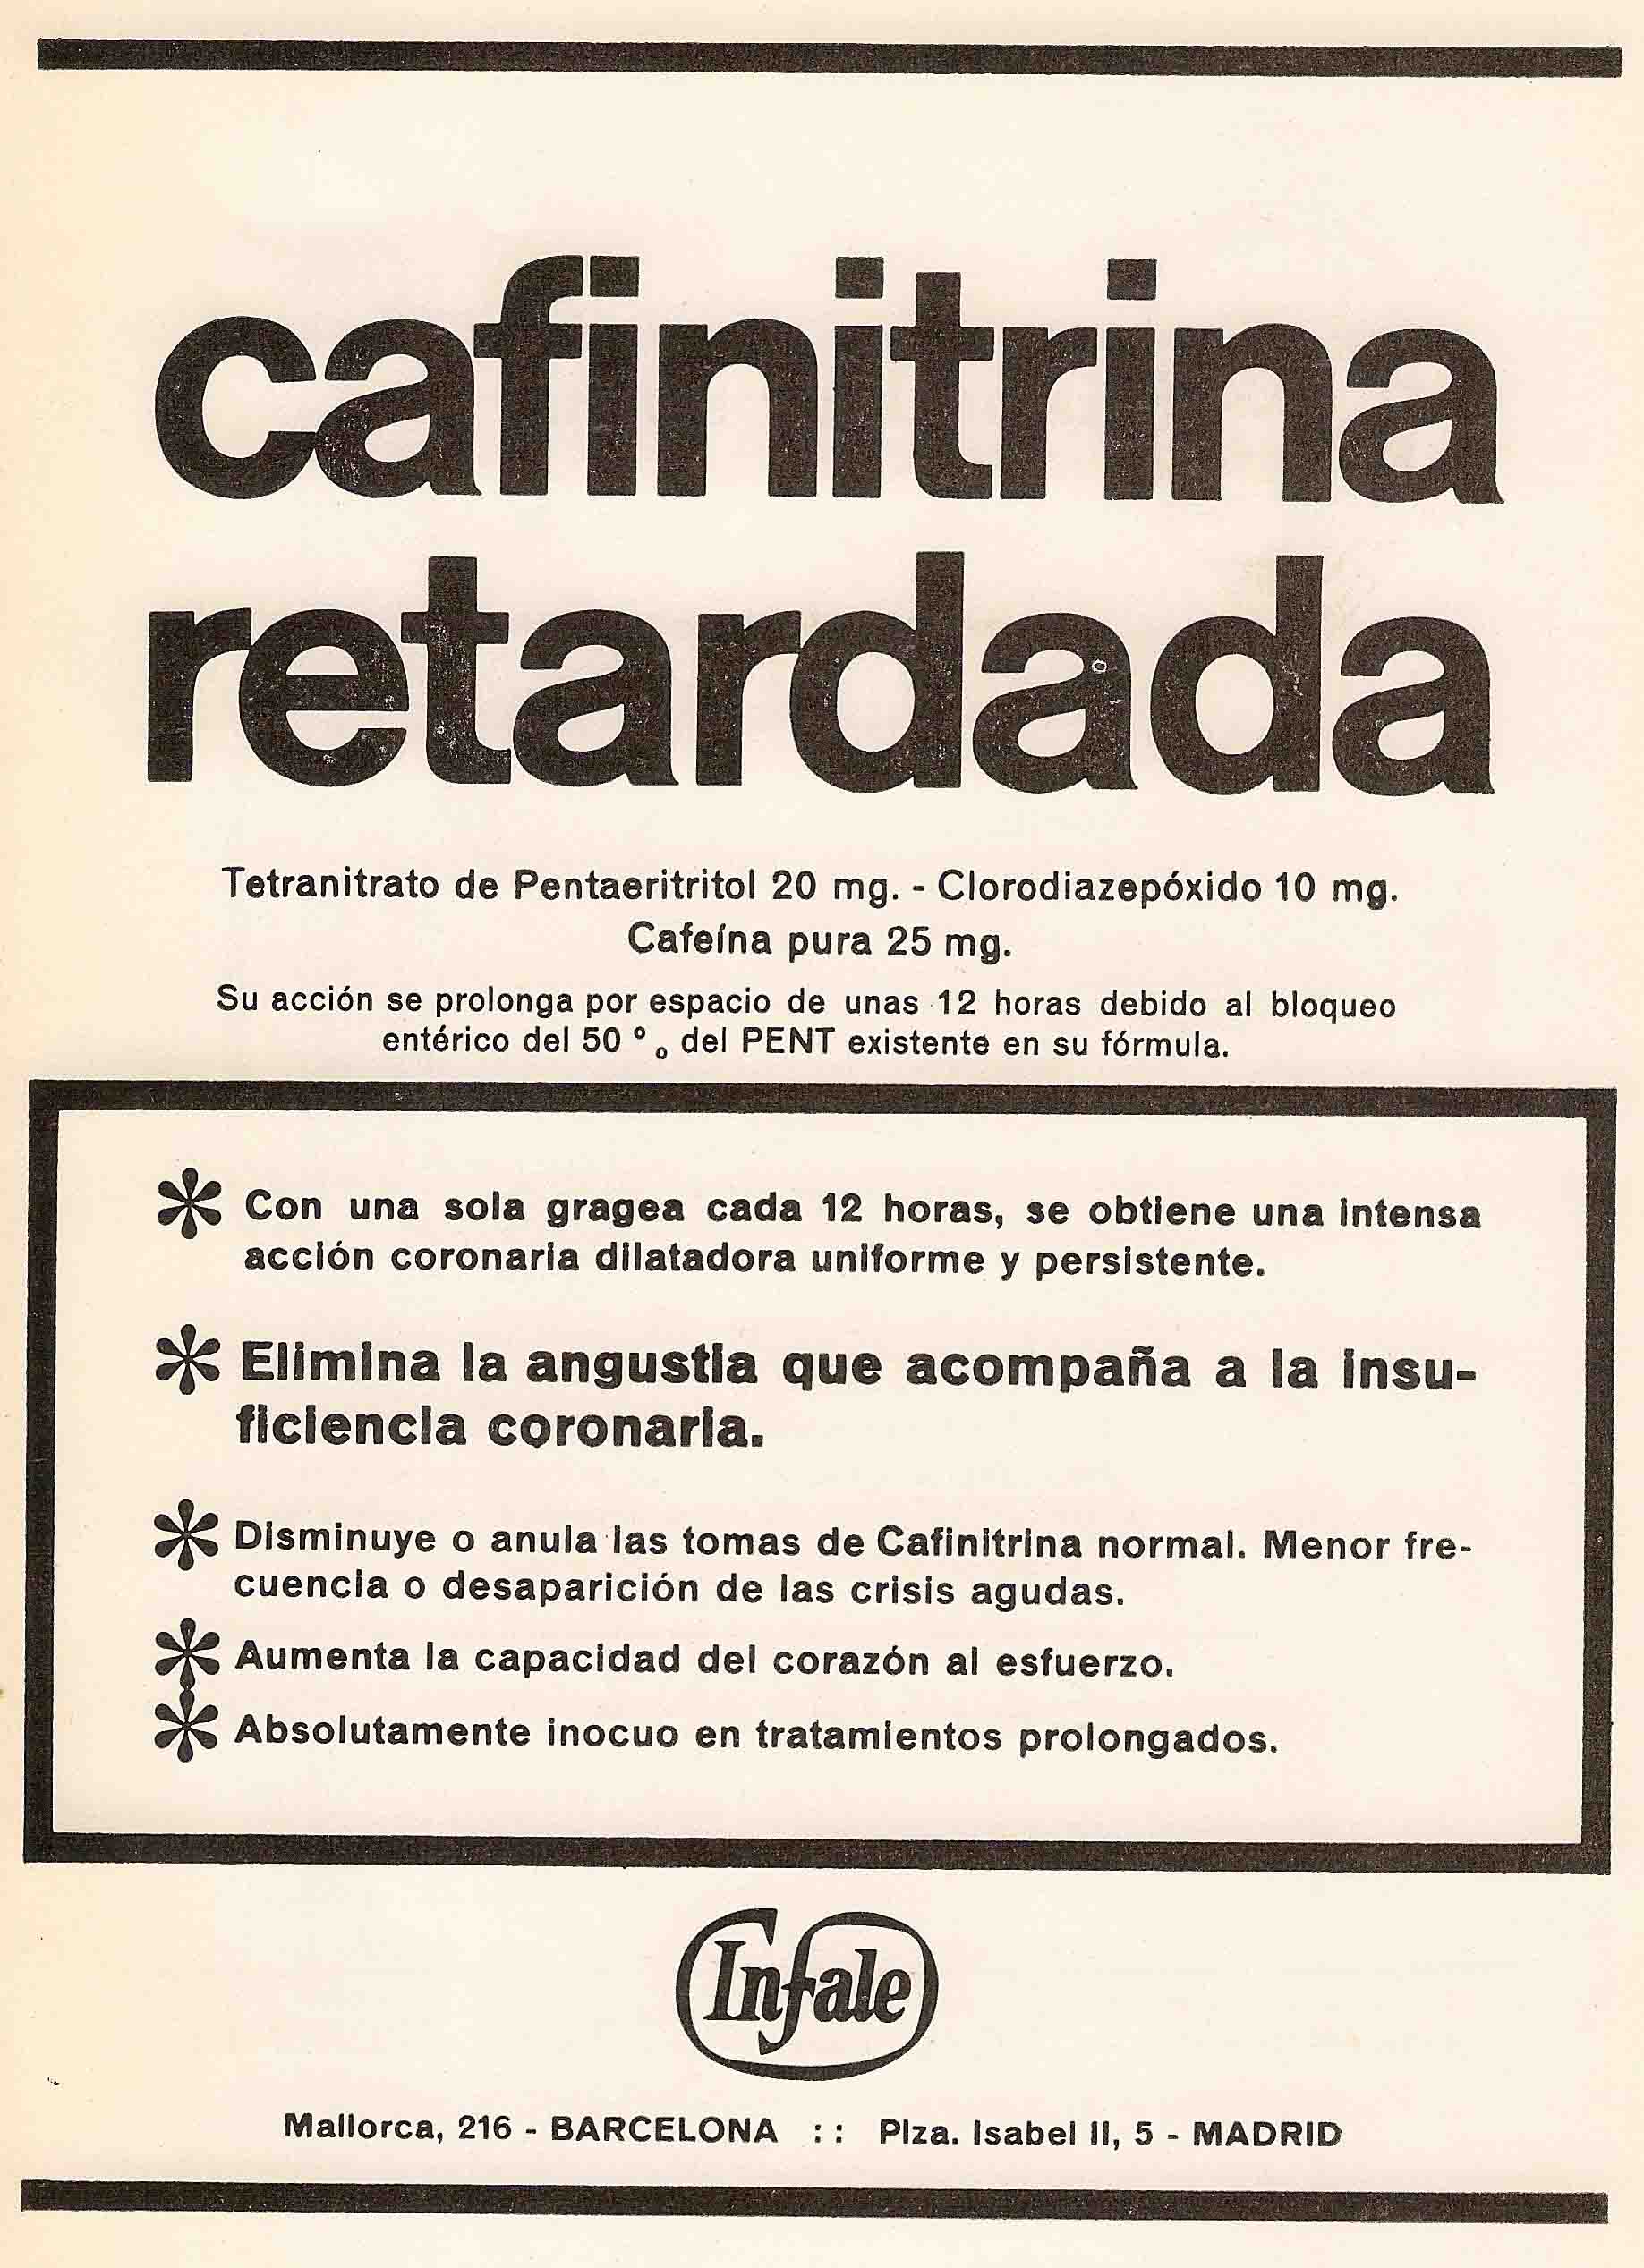 cafinitrina
retardada
Tetranitrato de Pentaeritritol 20 mg. - Clorodiazepóxido 10 mg.
Cafeína pura 25 mg.
Su acción se prolonga por espacio de unas 12 horas debido al bloqueo
entérico del 50 º₀ del PENT existente en su fórmula.
* Con una sola gragea cada 12 horas, se obtiene una intensa
acción coronaria dilatadora uniforme y persistente.
* Elimina la angustia que acompaña a la insu-
ficiencia coronaria.
* Disminuye o anula las tomas de Cafinitrina normal. Menor fre-
cuencia o desaparición de las crisis agudas.
* Aumenta la capacidad del corazón al esfuerzo.
* Absolutamente inocuo en tratamientos prolongados.
Infale
Mallorca, 216 - BARCELONA :: Plza. Isabel II, 5 - MADRID